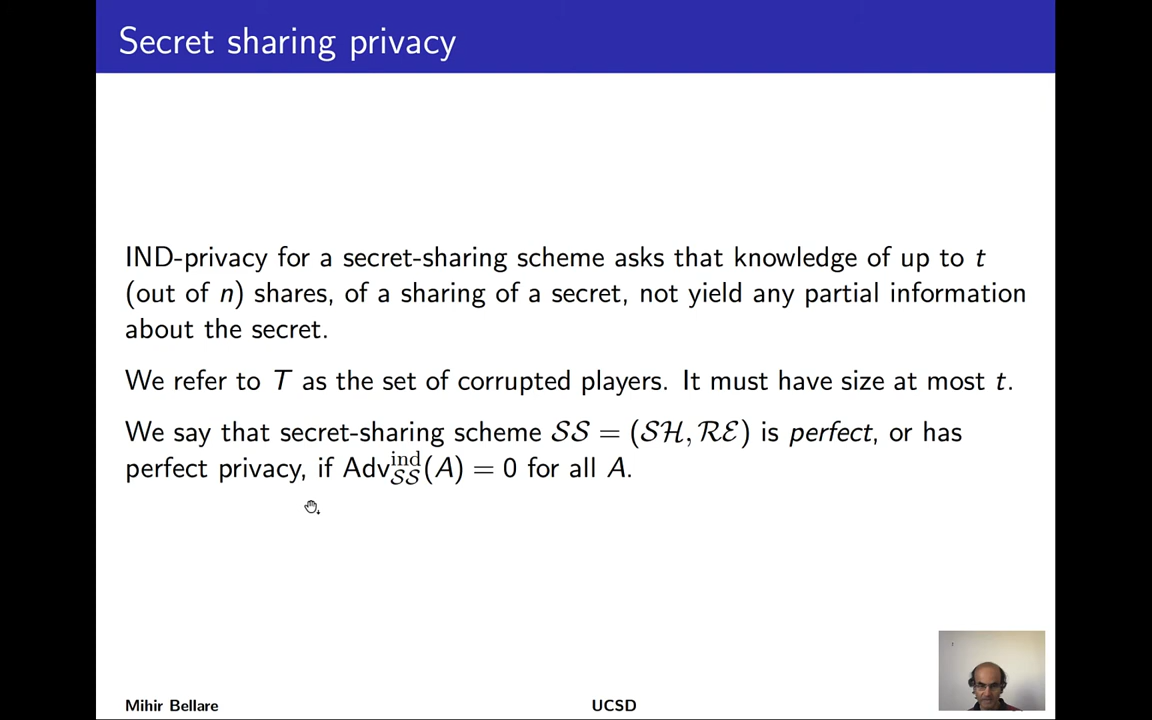 Secret sharing privacy
IND-privacy for a secret-sharing scheme asks that knowledge of up to t
(out of n) shares, of a sharing of a secret, not yield any partial information
about the secret.
We refer to T as the set of corrupted players. It must have size at most t.
We say that secret-sharing scheme 𝒮𝒮 = (𝒮ℋ, ℛℰ) is perfect, or has
perfect privacy, if Adv^{ind}_{𝒮𝒮}(A) = 0 for all A.
Mihir Bellare UCSD